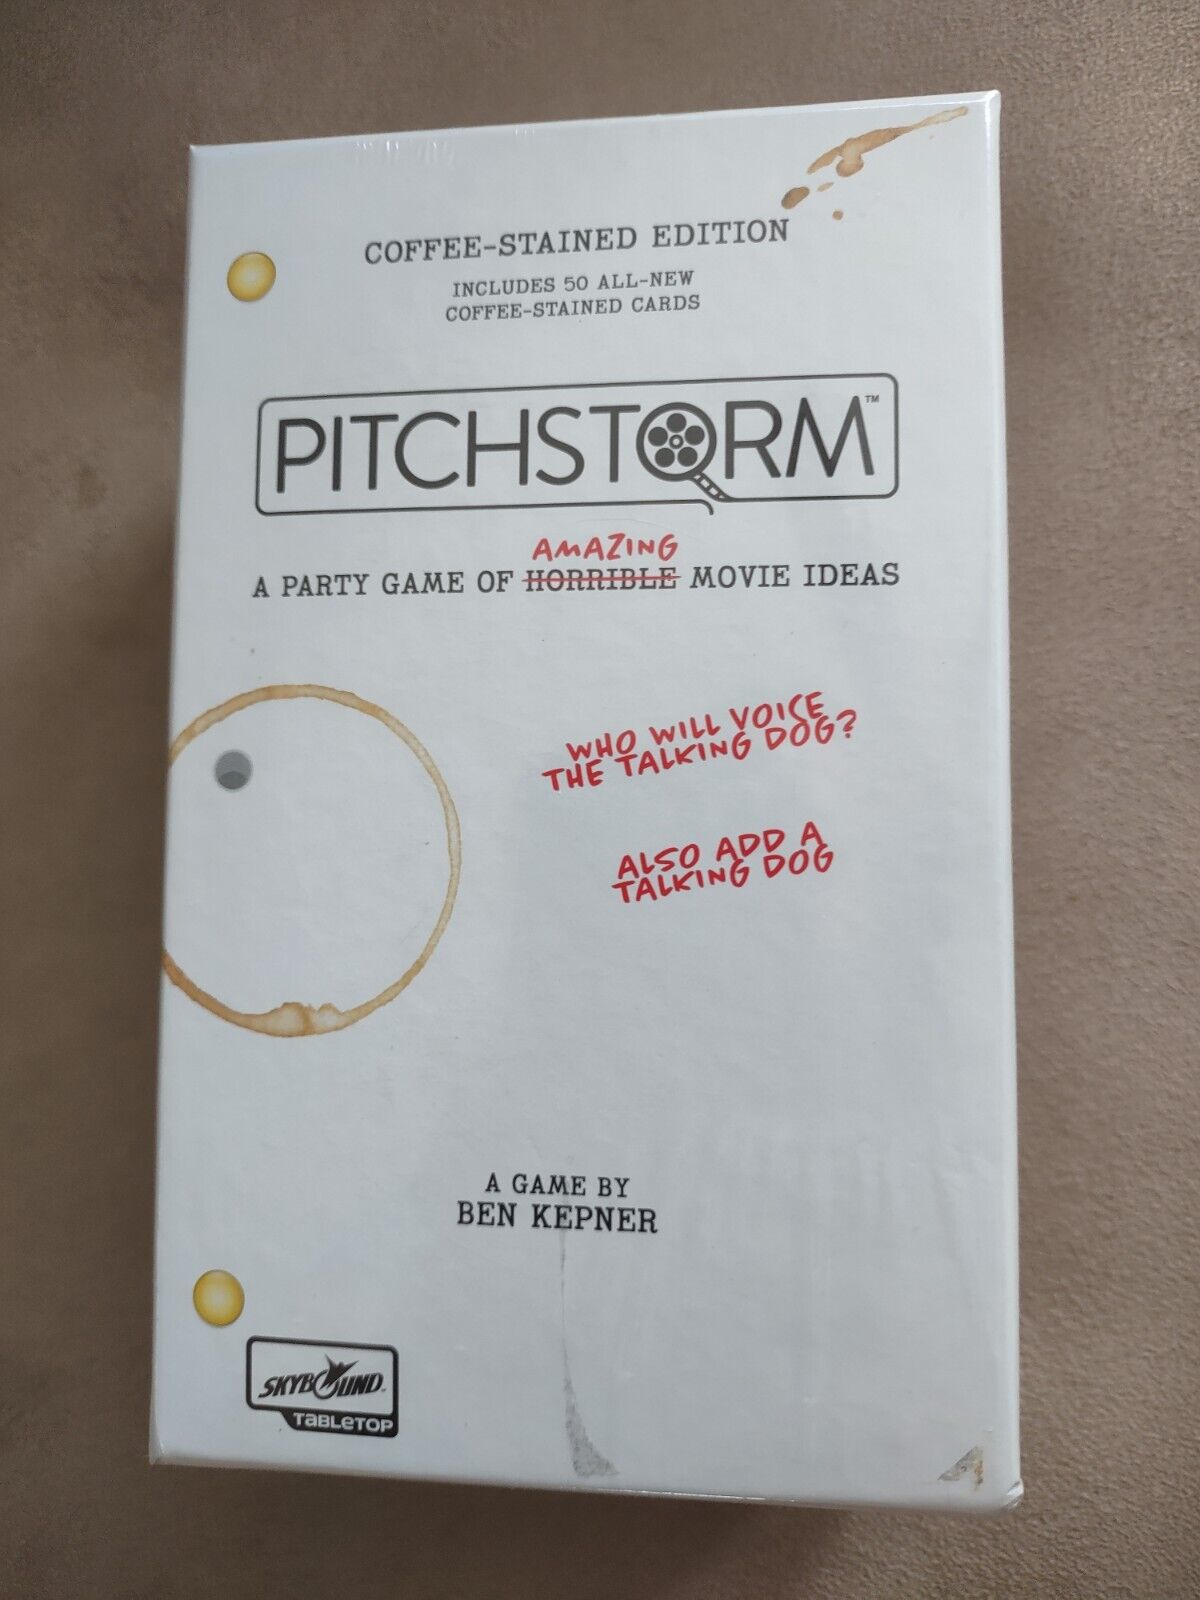 COFFEE-STAINED EDITION
INCLUDES 50 ALL-NEW
COFFEE-STAINED CARDS
PITCHSTORM™
AMAZING
A PARTY GAME OF HORRIBLE MOVIE IDEAS
WHO WILL VOICE
THE TALKING DOG?
ALSO ADD A
TALKING DOG
A GAME BY
BEN KEPNER
SKYBOUND
TABLETOP